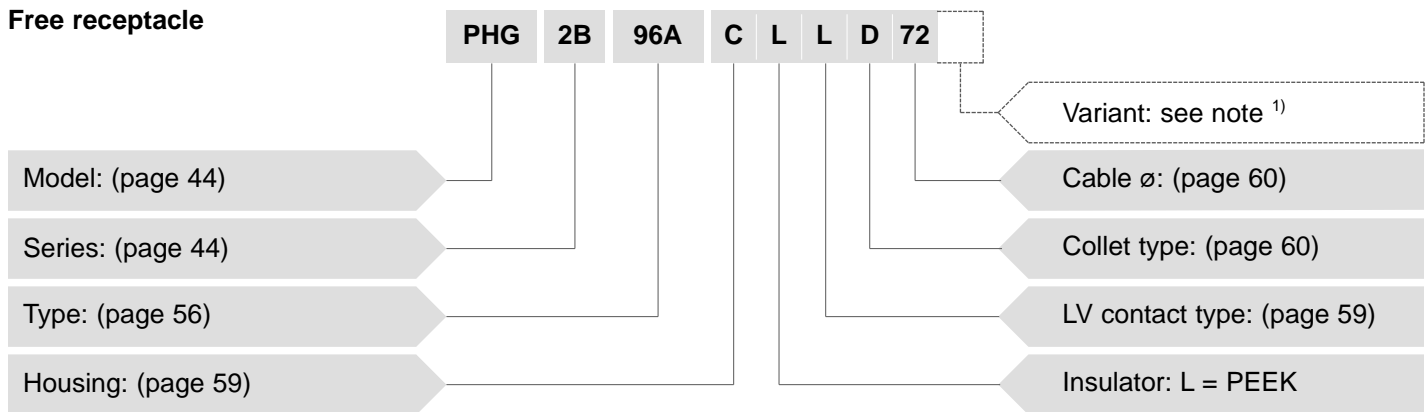 Free receptacle
PHG 2B 96A C L L D 72
Variant: see note 1)
Model: (page 44)
Cable ø: (page 60)
Series: (page 44)
Collet type: (page 60)
Type: (page 56)
LV contact type: (page 59)
Housing: (page 59)
Insulator: L = PEEK